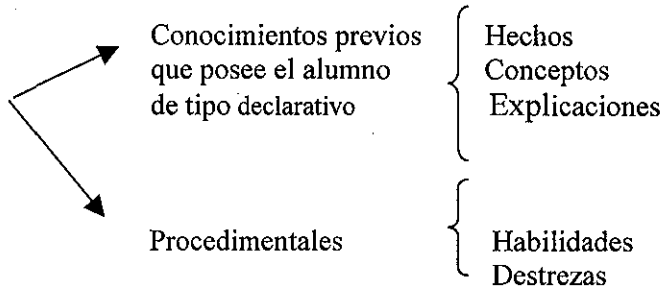 Conocimientos previos
que posee el alumno
de tipo declarativo
Hechos
Conceptos
Explicaciones
Procedimentales
Habilidades
Destrezas